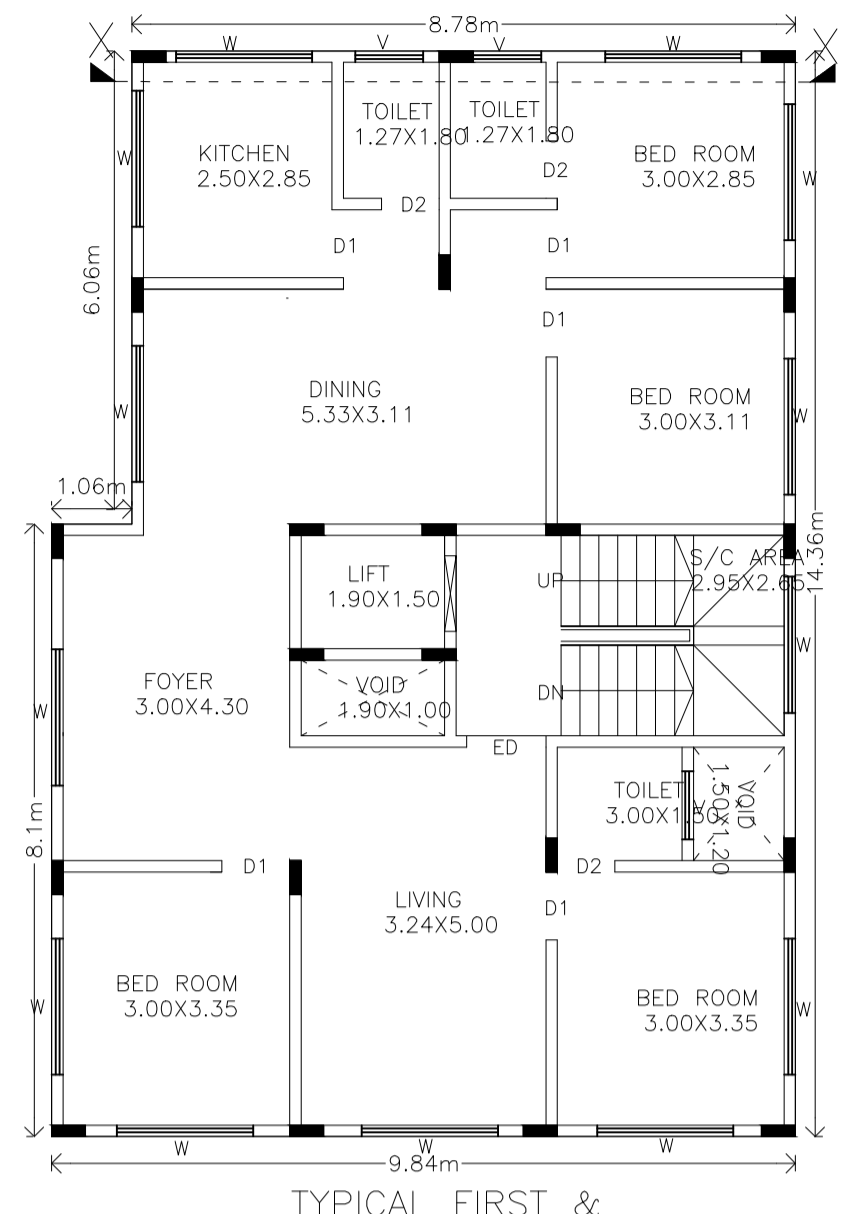 8.78m
W
V
V
W
X
X
TOILET
1.27X1.80
TOILET
1.27X1.80
KITCHEN
2.50X2.85
BED ROOM
3.00X2.85
W
W
D2
D2
D1
D1
6.06m
D1
DINING
5.33X3.11
BED ROOM
3.00X3.11
W
W
1.06m
14.36m
S/C AREA
2.95X2.65
LIFT
1.90X1.50
UP
W
FOYER
3.00X4.30
VOID
1.90X1.00
DN
W
ED
TOILET
3.00X1.50
V
VOID
1.50X1.20
8.1m
D1
D2
LIVING
3.24X5.00
D1
BED ROOM
3.00X3.35
BED ROOM
3.00X3.35
W
W
W
W
W
9.84m
TYPICAL FIRST &